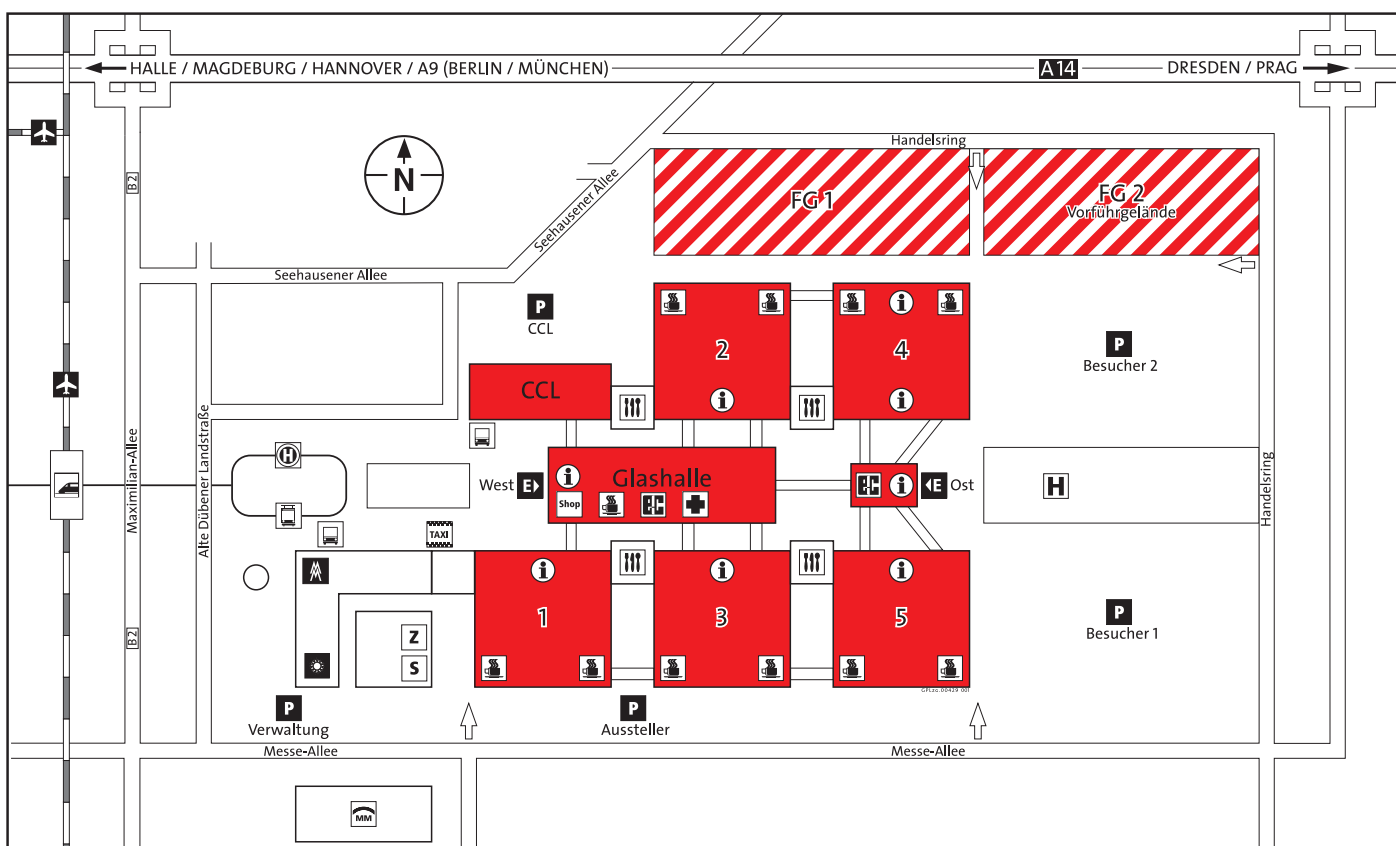 HALLE / MAGDEBURG / HANNOVER / A9 (BERLIN / MÜNCHEN)
A14
DRESDEN / PRAG
Handelsring
B2
N
Seehausener Allee
FG 1
FG 2
Vorführgelände
Seehausener Allee
P
CCL
2
i
4
i
i
P
Besucher 2
CCL
Maximilian-Allee
Alte Dübener Landstraße
H
West
E
i
Glashalle
Shop
EC
EC
i
E
Ost
H
Handelsring
TAXI
i
1
i
3
i
5
P
Besucher 1
B2
Z
S
P
Verwaltung
P
Aussteller
Messe-Allee
Messe-Allee
MM